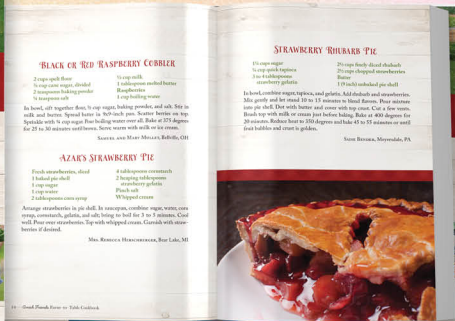 Black or Red Raspberry Cobbler
2 cups spelt flour
¾ cup cane sugar, divided
2 teaspoons baking powder
¼ teaspoon salt
½ cup milk
1 tablespoon melted butter
Raspberries
1 cup boiling water
In bowl, sift together flour, ½ cup sugar, baking powder, and salt. Stir in
milk and butter. Spread batter in 9x9-inch pan. Scatter berries on top.
Sprinkle with ¼ cup sugar. Pour boiling water over all. Bake at 375 degrees
for 25 to 30 minutes until brown. Serve warm with milk or ice cream.
Samuel and Mary Mullet, Bellville, OH
Azar's Strawberry Pie
Fresh strawberries, sliced
1 baked pie shell
1 cup sugar
1 cup water
2 tablespoons corn syrup
4 tablespoons cornstarch
2 heaping tablespoons
strawberry gelatin
Pinch salt
Whipped cream
Arrange strawberries in pie shell. In saucepan, combine sugar, water, corn
syrup, cornstarch, gelatin, and salt; bring to boil for 3 to 5 minutes. Cool
well. Pour over strawberries. Top with whipped cream. Garnish with straw-
berries if desired.
Mrs. Rebecca Herschberger, Bear Lake, MI
Amish Friends Farm to Table Cookbook
Strawberry Rhubarb Pie
1¼ cups sugar
¼ cup quick tapioca
3 to 4 tablespoons
strawberry gelatin
2½ cups finely diced rhubarb
2½ cups chopped strawberries
Butter
1 (9 inch) unbaked pie shell
In bowl, combine sugar, tapioca, and gelatin. Add rhubarb and strawberries.
Mix gently and let stand 10 to 15 minutes to blend flavors. Pour mixture
into pie shell. Dot with butter and cover with top crust. Cut a few vents.
Brush top with milk or cream just before baking. Bake at 400 degrees for
20 minutes. Reduce heat to 350 degrees and bake 45 to 55 minutes or until
fruit bubbles and crust is golden.
Sadie Byler, Meyersdale, PA